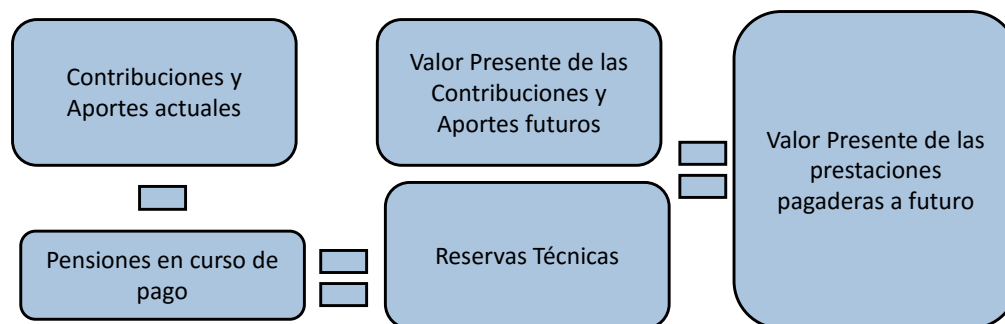 Contribuciones y
Aportes actuales
Valor Presente de las
Contribuciones y
Aportes futuros
Valor Presente de las
prestaciones
pagaderas a futuro
Pensiones en curso de
pago
Reservas Técnicas